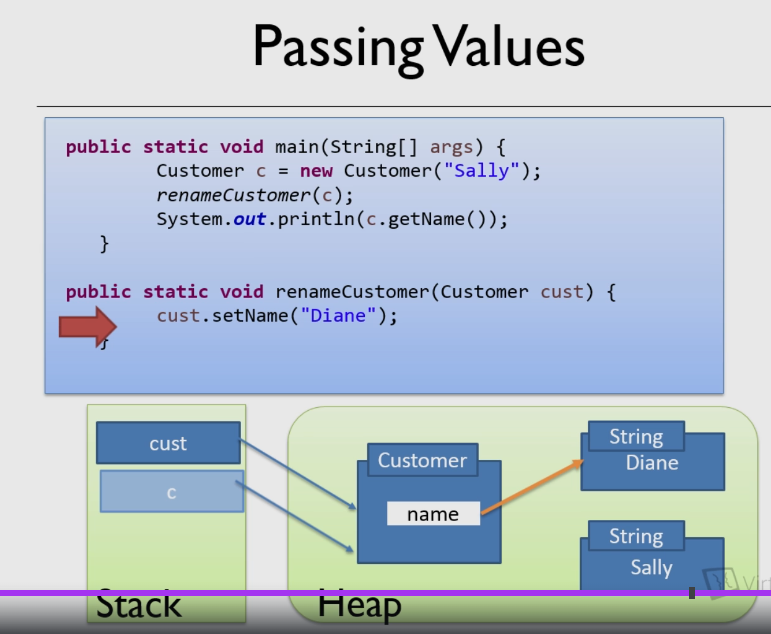 Passing Values
public static void main(String[] args) {
Customer c = new Customer("Sally");
renameCustomer(c);
System.out.println(c.getName());
}
public static void renameCustomer(Customer cust) {
cust.setName("Diane");
}
cust
c
Customer
name
String
Diane
String
Sally
Stack
Heap